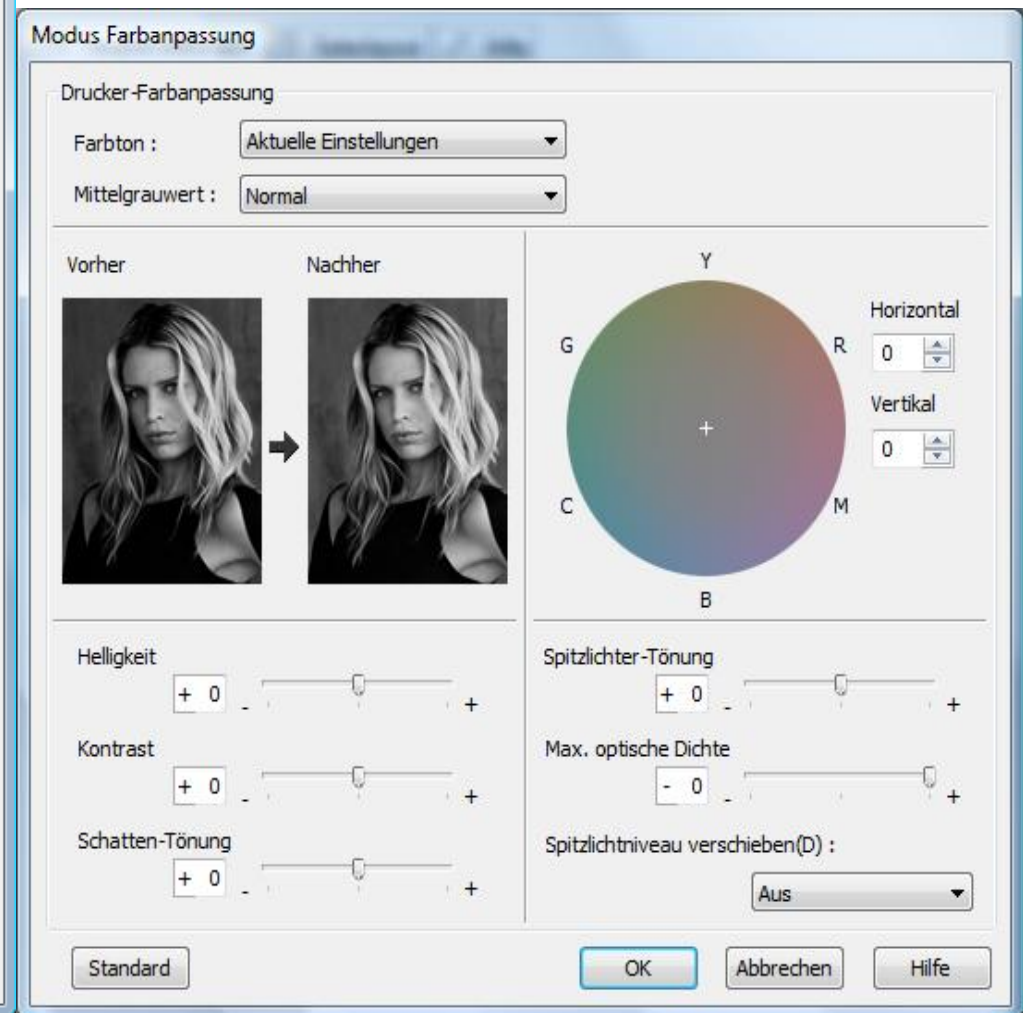 Modus Farbanpassung
Drucker-Farbanpassung
Farbton : Aktuelle Einstellungen
Mittelgrauwert : Normal
Vorher Nachher
Y
G R
C M
B
Horizontal
0
Vertikal
0
Helligkeit
+ 0 - +
Kontrast
+ 0 - +
Schatten-Tönung
+ 0 - +
Spitzlichter-Tönung
+ 0 - +
Max. optische Dichte
- 0 - +
Spitzlichtniveau verschieben(D) :
Aus
Standard OK Abbrechen Hilfe